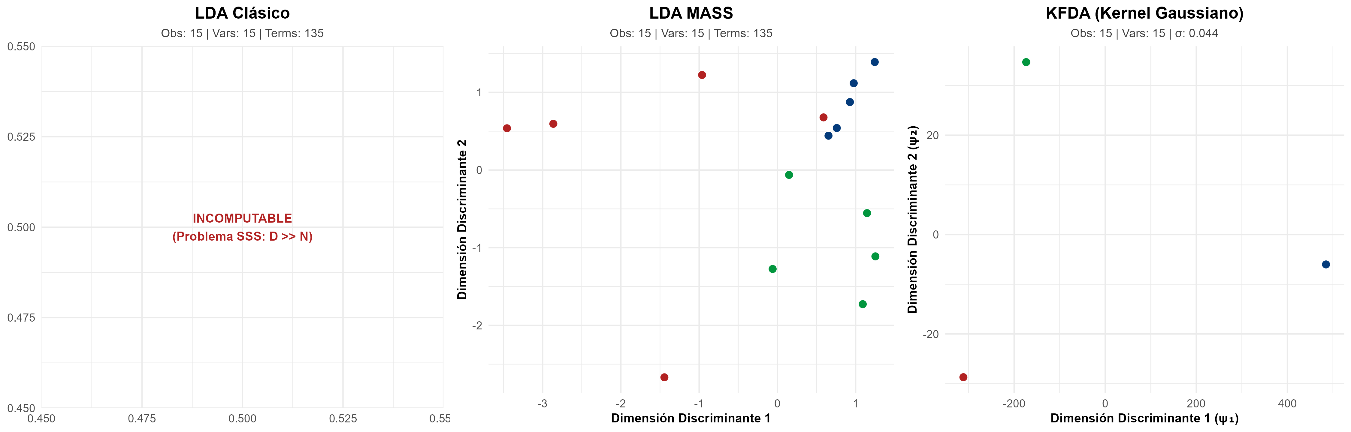 LDA Clásico
Obs: 15 | Vars: 15 | Terms: 135
0.550
0.525
0.500
0.475
0.450
INCOMPUTABLE
(Problema SSS: D >> N)
0.450
0.475
0.500
0.525
0.55
LDA MASS
Obs: 15 | Vars: 15 | Terms: 135
Dimensión Discriminante 2
1
0
-1
-2
-3
-2
-1
0
1
Dimensión Discriminante 1
KFDA (Kernel Gaussiano)
Obs: 15 | Vars: 15 | σ: 0.044
Dimensión Discriminante 2 (ψ₂)
20
0
-20
-200
0
200
400
Dimensión Discriminante 1 (ψ₁)